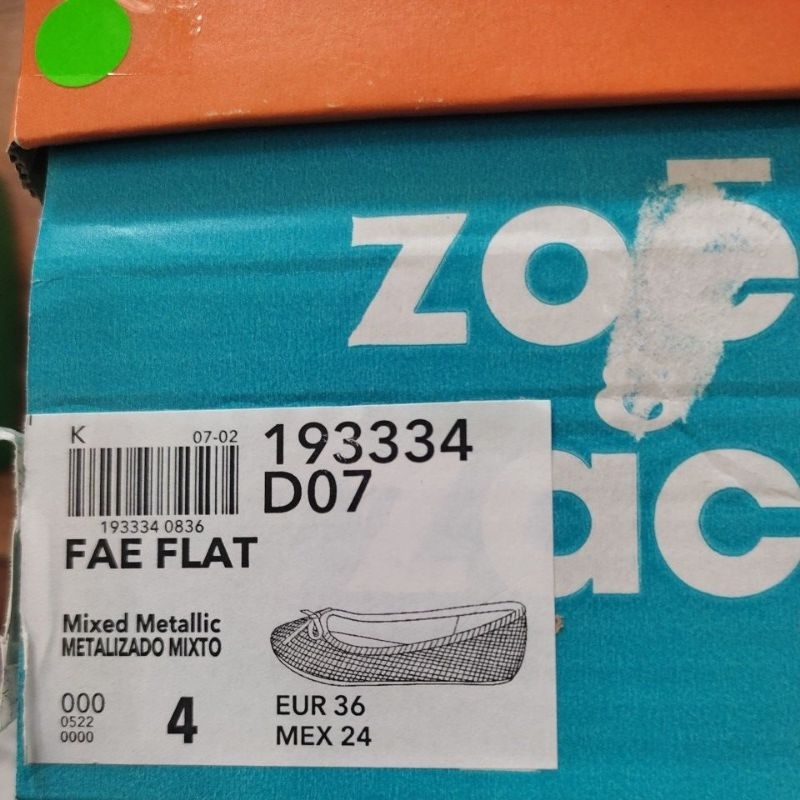 zoe
&
zac
K 07-02
193334
D07
193334 0836
FAE FLAT
Mixed Metallic
METALIZADO MIXTO
000
0522
0000
4
EUR 36
MEX 24